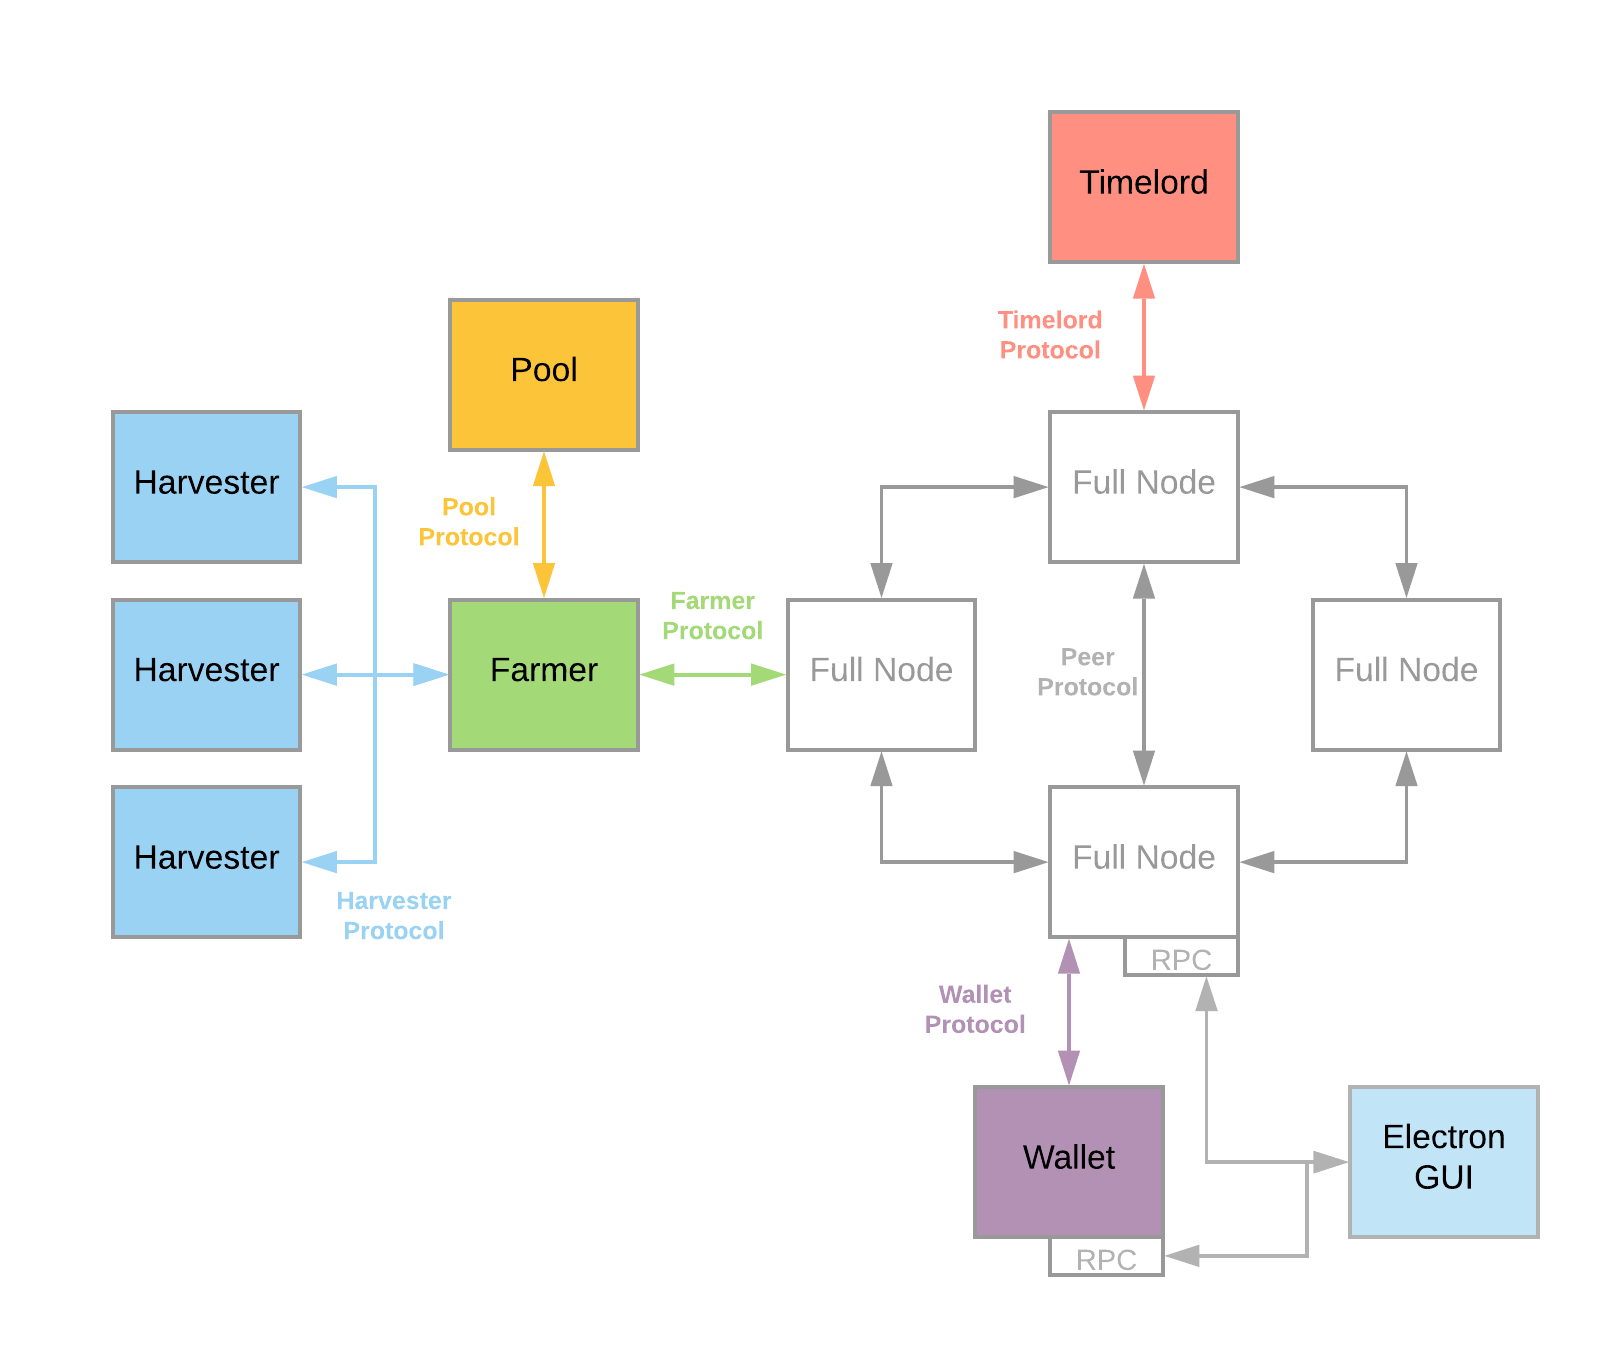 Timelord
Timelord
Protocol
Pool
Pool
Protocol
Harvester
Harvester
Harvester
Harvester
Protocol
Farmer
Farmer
Protocol
Full Node
Full Node
Full Node
Peer
Protocol
Full Node
RPC
Wallet
Protocol
Wallet
RPC
Electron
GUI